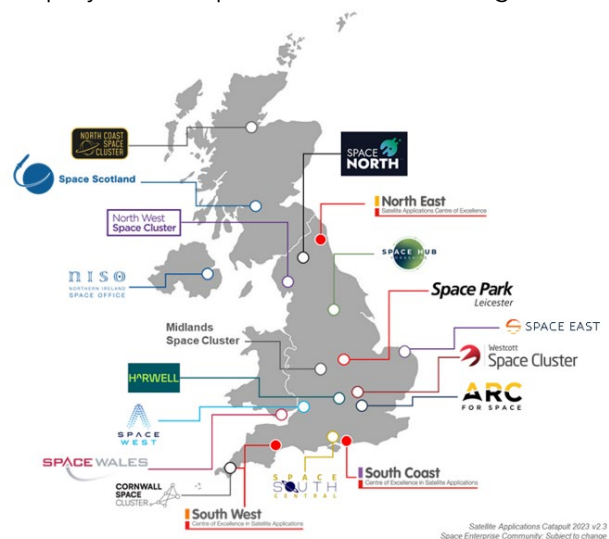 NORTH COAST
SPACE
CLUSTER
SPACE
NORTH
Space Scotland
North East
Satellite Applications Centre of Excellence
North West
Space Cluster
SPACE HUB
NISO
NORTHERN IRELAND
SPACE OFFICE
Space Park
Leicester
SPACE EAST
Midlands
Space Cluster
Westcott
Space Cluster
HARWELL
ARC
FOR SPACE
SPACE
WEST
SPACE WALES
SPACE
SOUTH
CENTRAL
South Coast
Centre of Excellence in Satellite Applications
CORNWALL
SPACE
CLUSTER
South West
Centre of Excellence in Satellite Applications
Satellite Applications Catapult 2023 v2.3
Space Enterprise Community: Subject to change